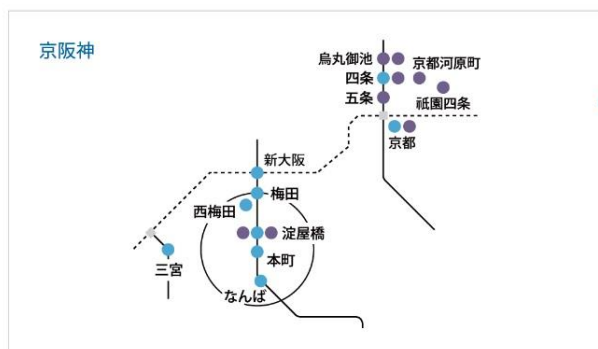 京阪神
烏丸御池
京都河原町
四条
五条
祇園四条
京都
新大阪
梅田
西梅田
淀屋橋
本町
三宮
なんば